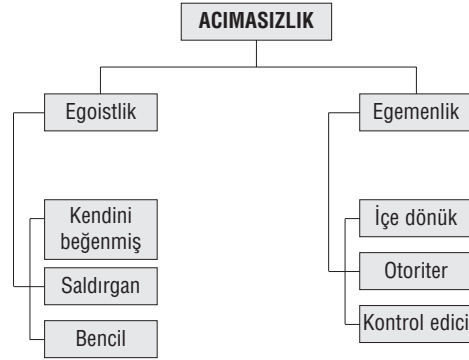 ACIMASIZLIK
Egoistlik
Egemenlik
Kendini
beğenmiş
Saldırgan
Bencil
İçe dönük
Otoriter
Kontrol edici